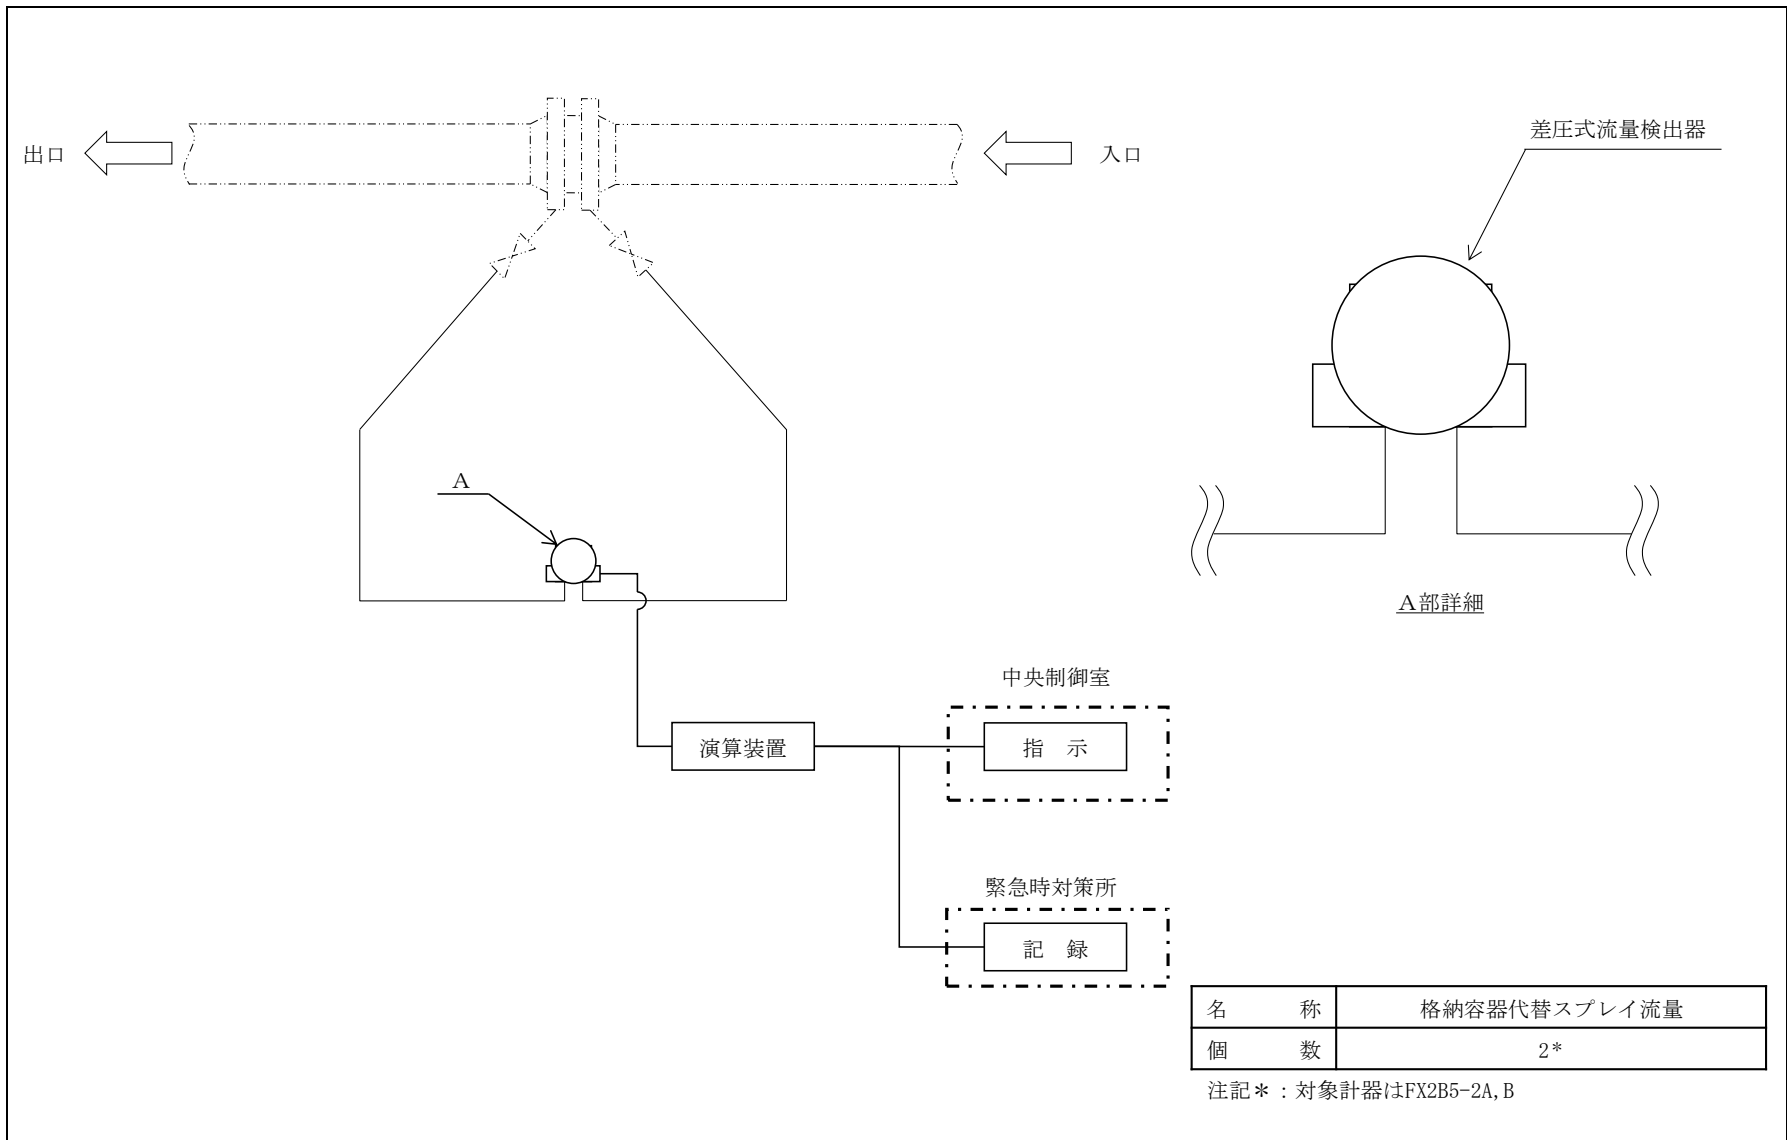 差圧式流量検出器
出口
入口
A
A部詳細
中央制御室
演算装置
指　示
緊急時対策所
記　録
名　称　格納容器代替スプレイ流量
個　数　2*
注記＊：対象計器はFX2B5-2A,B